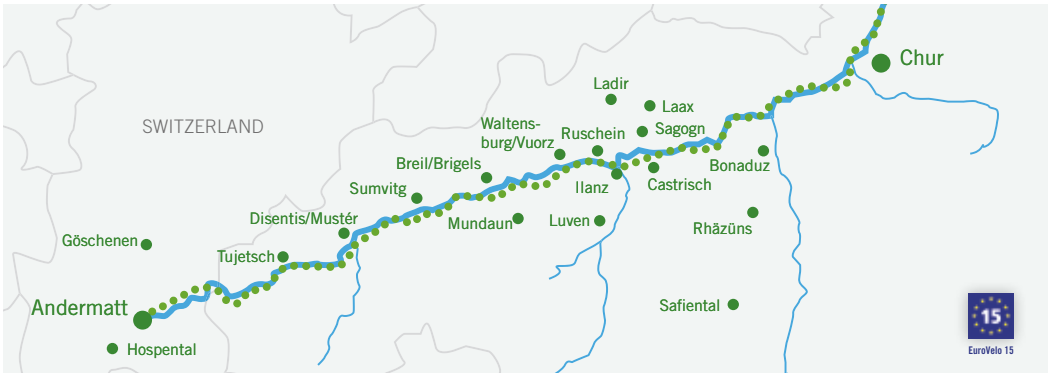 Chur
Ladir
Laax
SWITZERLAND
Waltens-
burg/Vuorz
Ruschein
Sagogn
Breil/Brigels
Bonaduz
Sumvitg
Ilanz
Castrisch
Disentis/Mustér
Mundaun
Luven
Rhäzüns
Göschenen
Tujetsch
Andermatt
Safiental
15
Hospental
EuroVelo 15